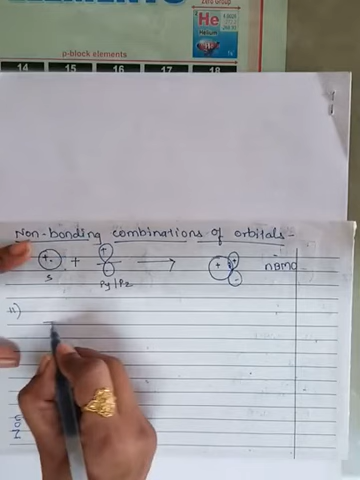 ELEMENTS
Zero Group
He
Helium
p-block elements
14 15 16 17 18
Non-bonding combinations of orbitals-
+ + + - → + + - NBMO
s Py/Pz
ii)